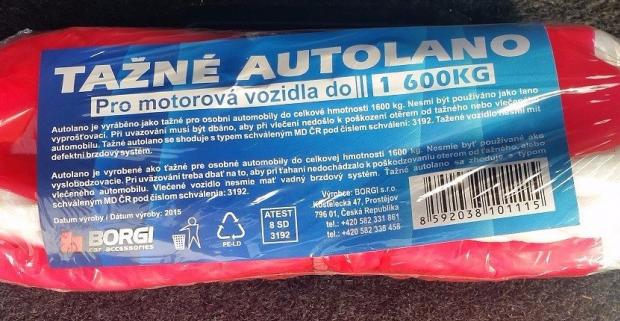 TAŽNÉ AUTOLANO
Pro motorová vozidla do 1 600KG
Autolano je vyráběno jako tažné pro osobní automobily do celkové hmotnosti 1600 kg. Nesmí být používáno jako lano
vyprošťovací. Při uvazování musí být dbáno, aby při vlečení nedošlo k poškození otěrem od tažného nebo vlečeného
automobilu. Tažné autolano se shoduje s typem schváleným MD ČR pod číslem schválení: 3192. Tažené vozidlo nesmí mít
defektní brzdový systém.
Autolano je vyrobené ako ťažné pre osobné automobily do celkovej hmotnosti 1600 kg. Nesmie byť používané ako
vyslobodzovacie. Pri uväzovaní treba dbať na to, aby pri ťahaní nedochádzalo k poškodzovaniu oterom od ťažného, alebo
vlečeného automobilu. Vlečené vozidlo nesmie mať vadný brzdový systém. Ťažné autolano sa shoduje s typom
schváleným MD ČR pod číslom schválenia: 3192.
Datum výroby / Dátum výroby: 2015
BORGI
car accessories
PE-LD
ATEST
8 SD
3192
Výrobce: BORGI s.r.o.
Kostelecká 47, Prostějov
796 01, Česká Republika
tel.: +420 582 331 861
tel.: +420 582 338 456
8 592038 101115